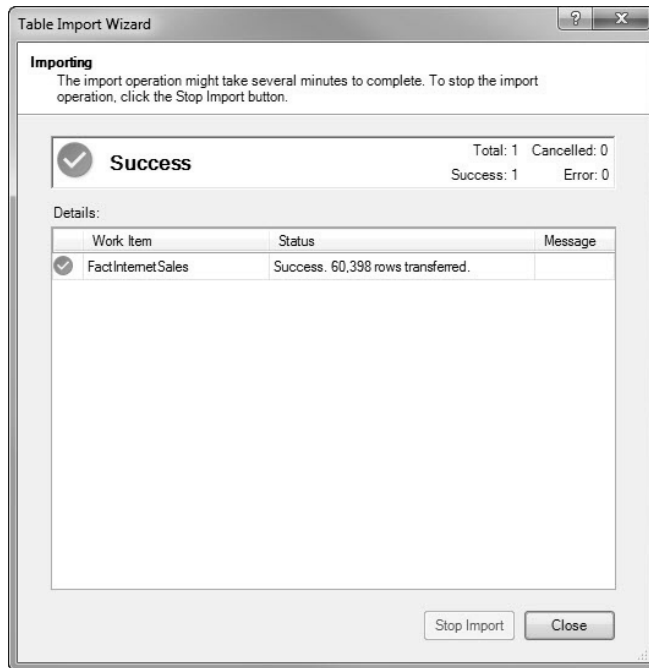 Table Import Wizard
Importing
The import operation might take several minutes to complete. To stop the import
operation, click the Stop Import button.
Success
Total: 1 Cancelled: 0
Success: 1 Error: 0
Details:
Work Item Status Message
FactInternetSales Success. 60,398 rows transferred.
Stop Import Close